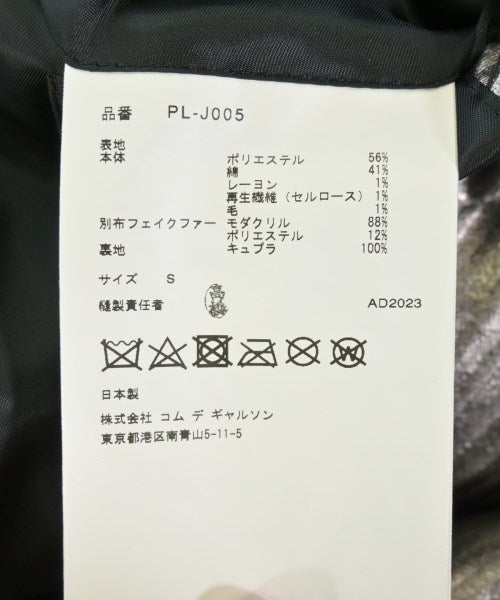 品番 PL-J005
表地
本体 ポリエステル 56%
綿 41%
レーヨン 1%
再生繊維（セルロース） 1%
毛 1%
別布フェイクファー モダクリル 88%
ポリエステル 12%
裏地 キュプラ 100%
サイズ S
縫製責任者 AD2023
W
日本製
株式会社 コム デ ギャルソン
東京都港区南青山5-11-5